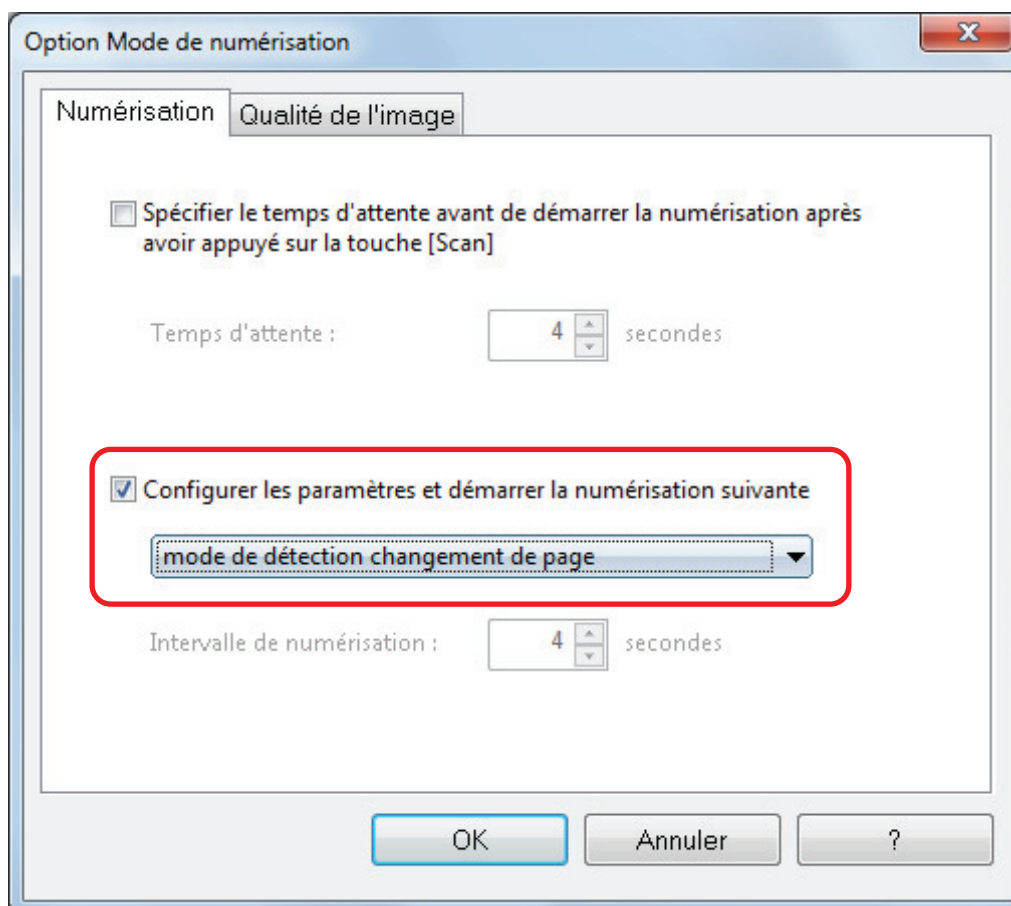 Option Mode de numérisation
Numérisation
Qualité de l'image
Spécifier le temps d'attente avant de démarrer la numérisation après
avoir appuyé sur la touche [Scan]
Temps d'attente :
4
secondes
Configurer les paramètres et démarrer la numérisation suivante
mode de détection changement de page
Intervalle de numérisation :
4
secondes
OK
Annuler
?